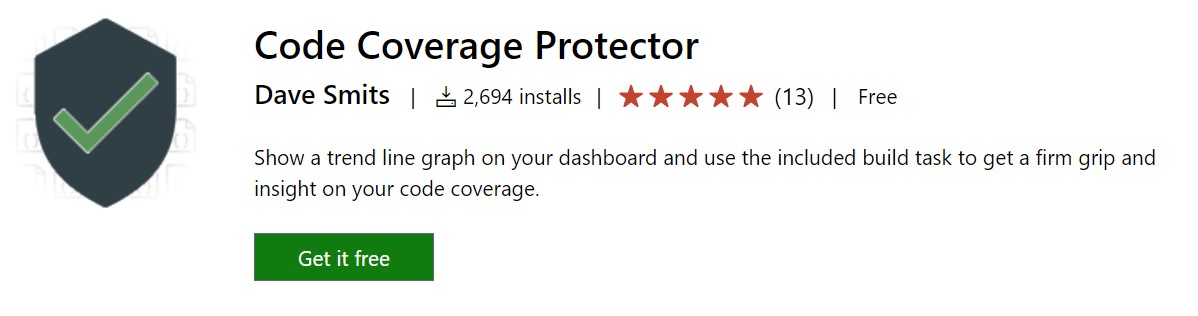 Code Coverage Protector
Dave Smits | 2,694 installs | (13) | Free
Show a trend line graph on your dashboard and use the included build task to get a firm grip and
insight on your code coverage.
Get it free